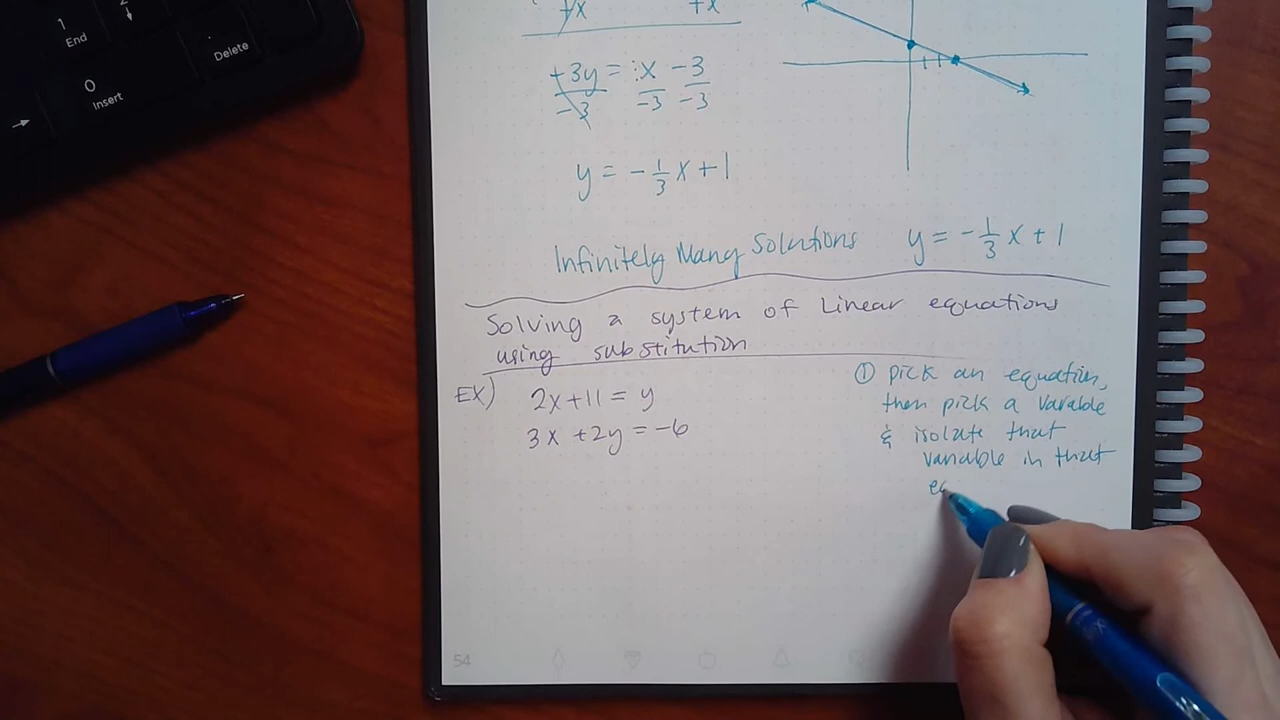 1
End
2
Delete
0
Insert
+x +x
+3y = x -3
-3 -3 -3
y = -1/3 x + 1
Infinitely Many Solutions y = -1/3 x + 1
Solving a system of Linear equations
using substitution
EX) 2x + 11 = y
3x + 2y = -6
① pick an equation,
then pick a variable
& isolate that
variable in that
eq
54